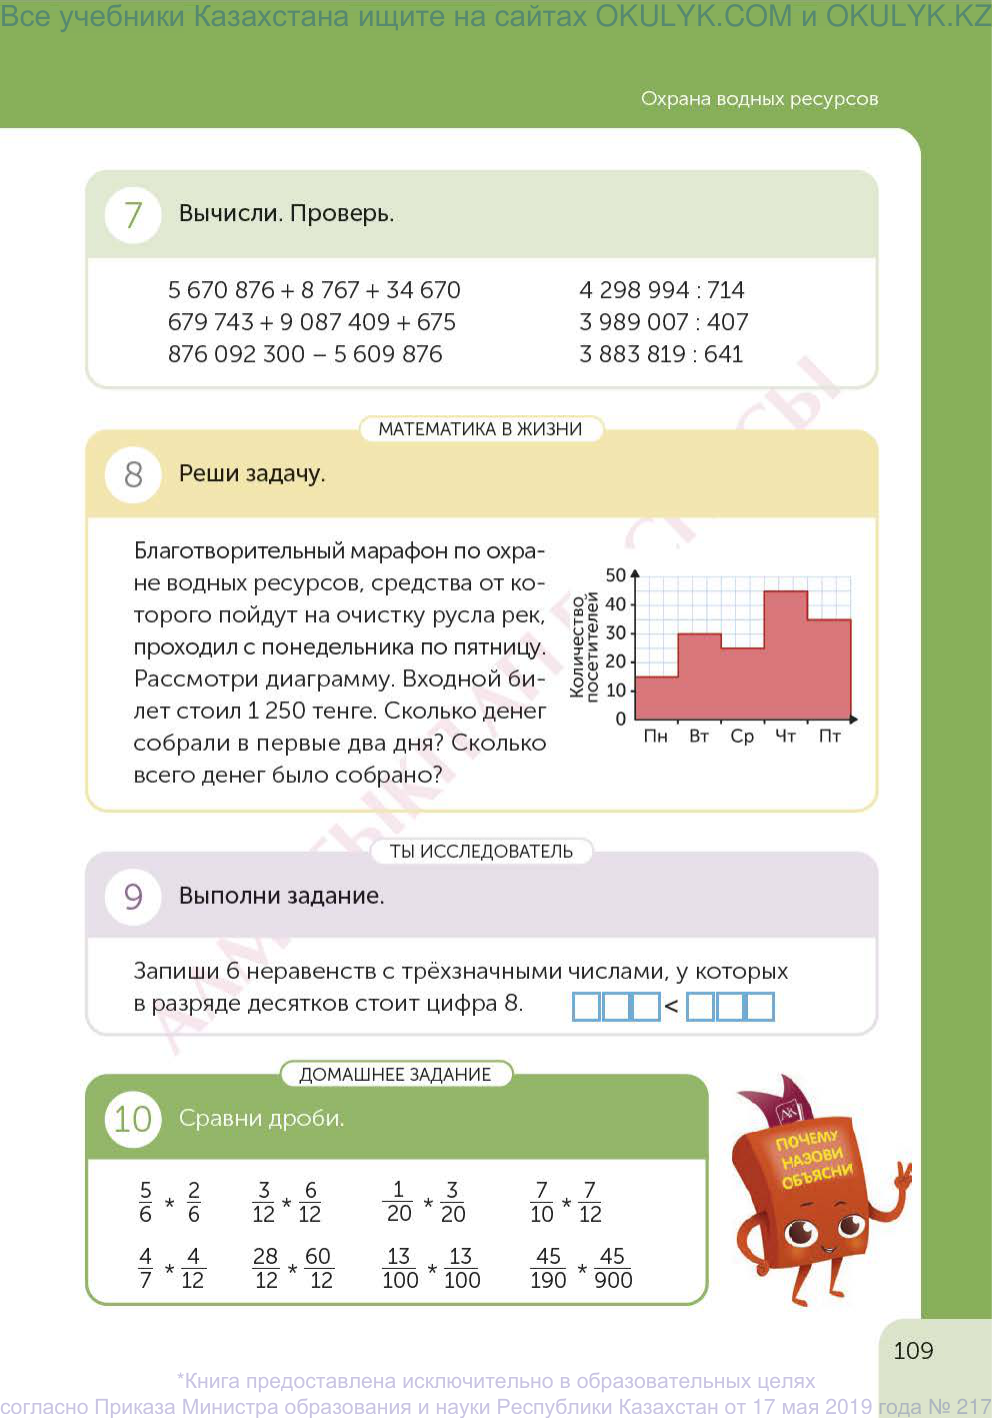 Все учебники Казахстана ищите на сайтах OKULYK.COM и OKULYK.KZ
Охрана водных ресурсов
7 Вычисли. Проверь.
5 670 876 + 8 767 + 34 670
679 743 + 9 087 409 + 675
876 092 300 – 5 609 876
4 298 994 : 714
3 989 007 : 407
3 883 819 : 641
МАТЕМАТИКА В ЖИЗНИ
8 Реши задачу.
Благотворительный марафон по охра-
не водных ресурсов, средства от ко-
торого пойдут на очистку русла рек,
проходил с понедельника по пятницу.
Рассмотри диаграмму. Входной би-
лет стоил 1 250 тенге. Сколько денег
собрали в первые два дня? Сколько
всего денег было собрано?
Количество
посетителей
50
40
30
20
10
0
Пн Вт Ср Чт Пт
ТЫ ИССЛЕДОВАТЕЛЬ
9 Выполни задание.
Запиши 6 неравенств с трёхзначными числами, у которых
в разряде десятков стоит цифра 8. <
ДОМАШНЕЕ ЗАДАНИЕ
10 Сравни дроби.
5/6 * 2/6 3/12 * 6/12 1/20 * 3/20 7/10 * 7/12
4/7 * 4/12 28/12 * 60/12 13/100 * 13/100 45/190 * 45/900
ПОЧЕМУ
НАЗОВИ
ОБЪЯСНИ
109
*Книга предоставлена исключительно в образовательных целях
согласно Приказа Министра образования и науки Республики Казахстан от 17 мая 2019 года № 217